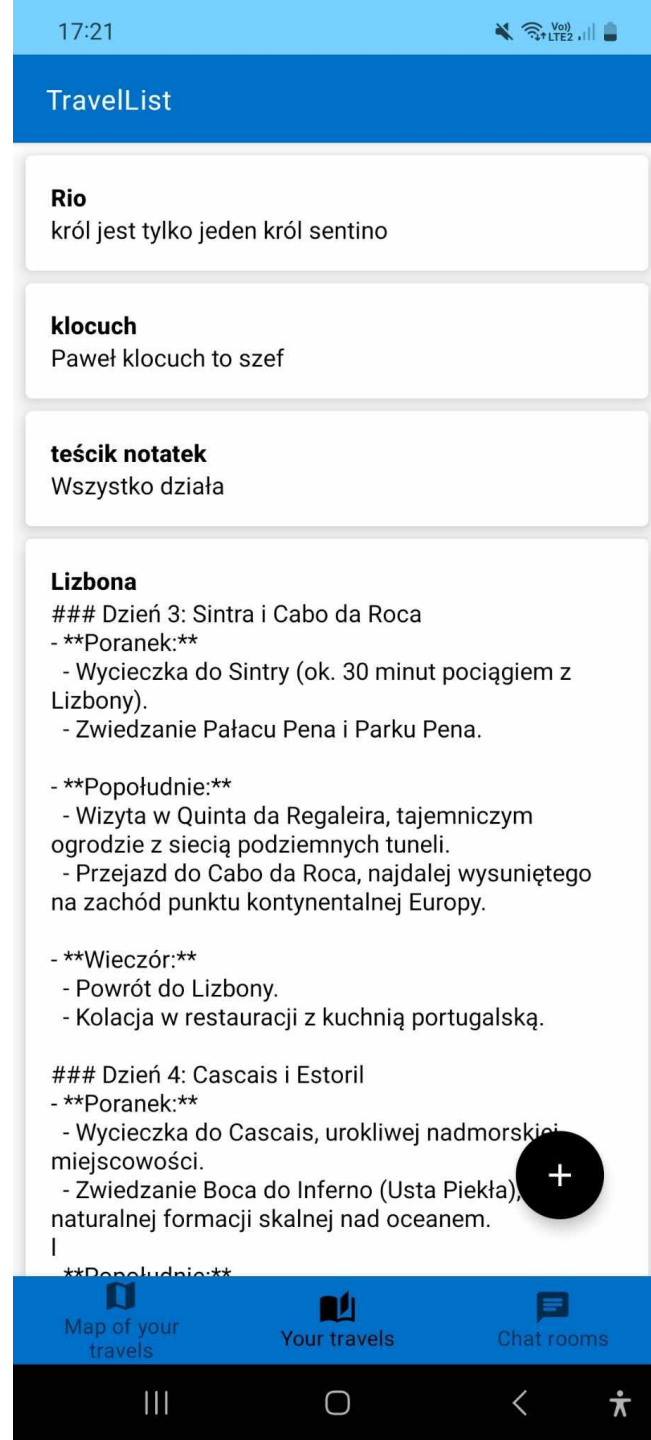 17:21
Vo)) LTE2
TravelList
Rio
król jest tylko jeden król sentino
klocuch
Paweł klocuch to szef
teścik notatek
Wszystko działa
Lizbona
### Dzień 3: Sintra i Cabo da Roca
- **Poranek:**
- Wycieczka do Sintry (ok. 30 minut pociągiem z
Lizbony).
- Zwiedzanie Pałacu Pena i Parku Pena.
- **Popołudnie:**
- Wizyta w Quinta da Regaleira, tajemniczym
ogrodzie z siecią podziemnych tuneli.
- Przejazd do Cabo da Roca, najdalej wysuniętego
na zachód punktu kontynentalnej Europy.
- **Wieczór:**
- Powrót do Lizbony.
- Kolacja w restauracji z kuchnią portugalską.
### Dzień 4: Cascais i Estoril
- **Poranek:**
- Wycieczka do Cascais, urokliwej nadmorskiej
miejscowości.
- Zwiedzanie Boca do Inferno (Usta Piekła),
naturalnej formacji skalnej nad oceanem.
l
**Popołudnie:**
+
Map of your
travels
Your travels
Chat rooms